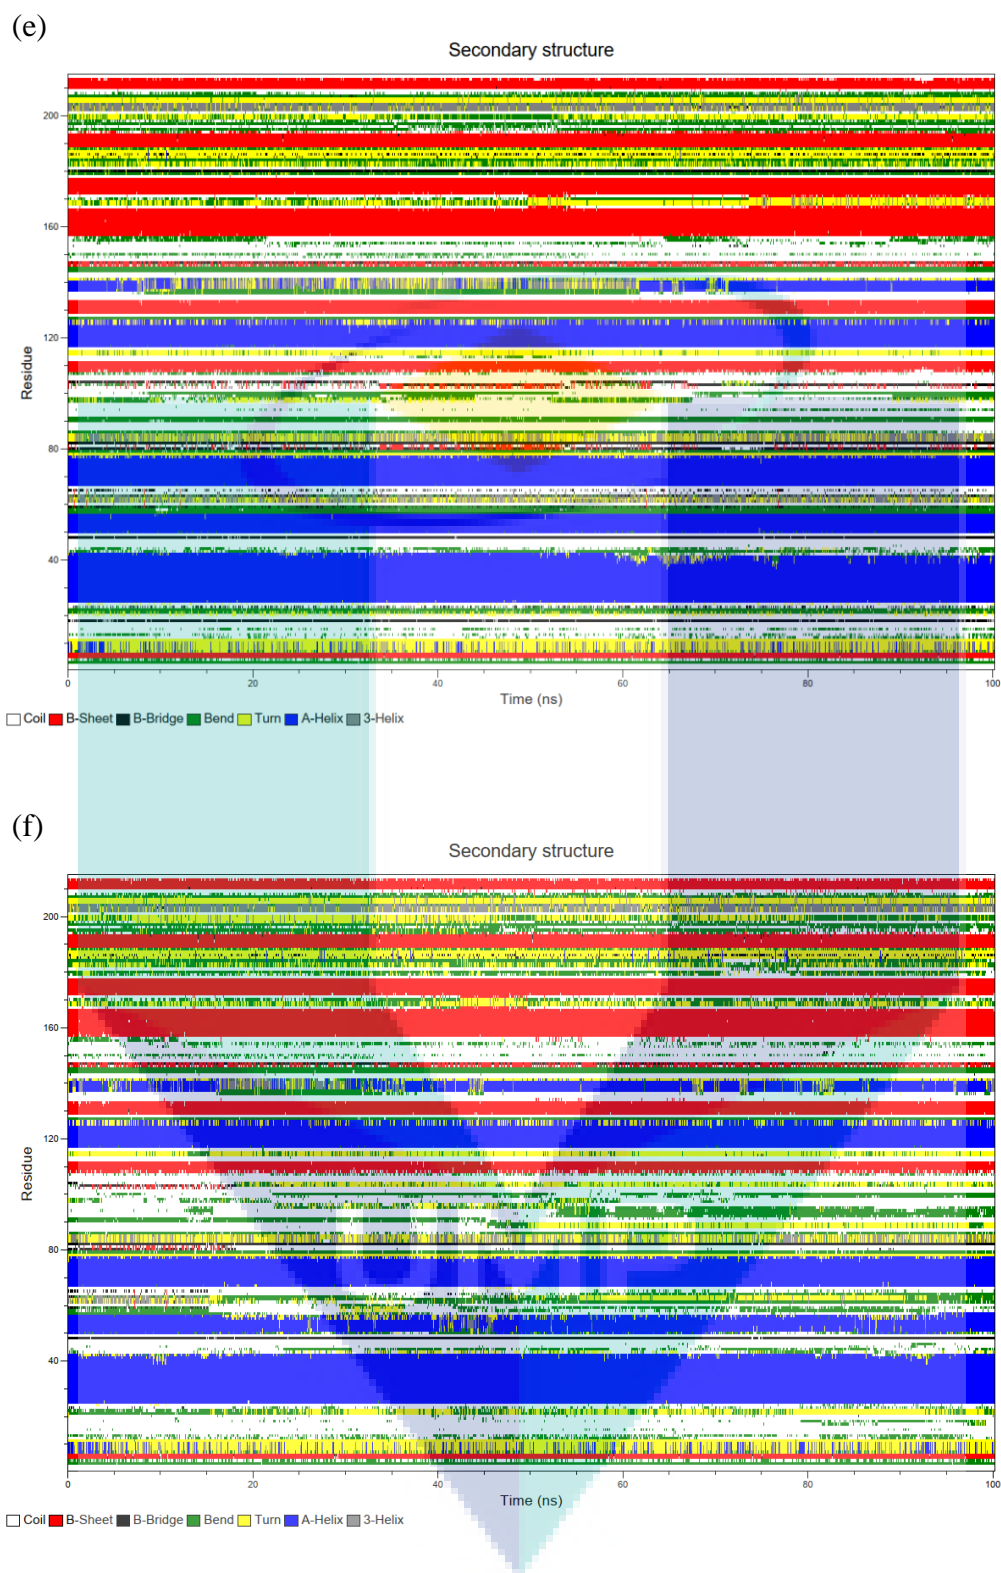 (e)
Secondary structure
200
160
120
80
40
Residue
0 20 40 60 80 100
Time (ns)
Coil B-Sheet B-Bridge Bend Turn A-Helix 3-Helix
(f)
Secondary structure
200
160
120
80
40
Residue
0 20 40 60 80 100
Time (ns)
Coil B-Sheet B-Bridge Bend Turn A-Helix 3-Helix